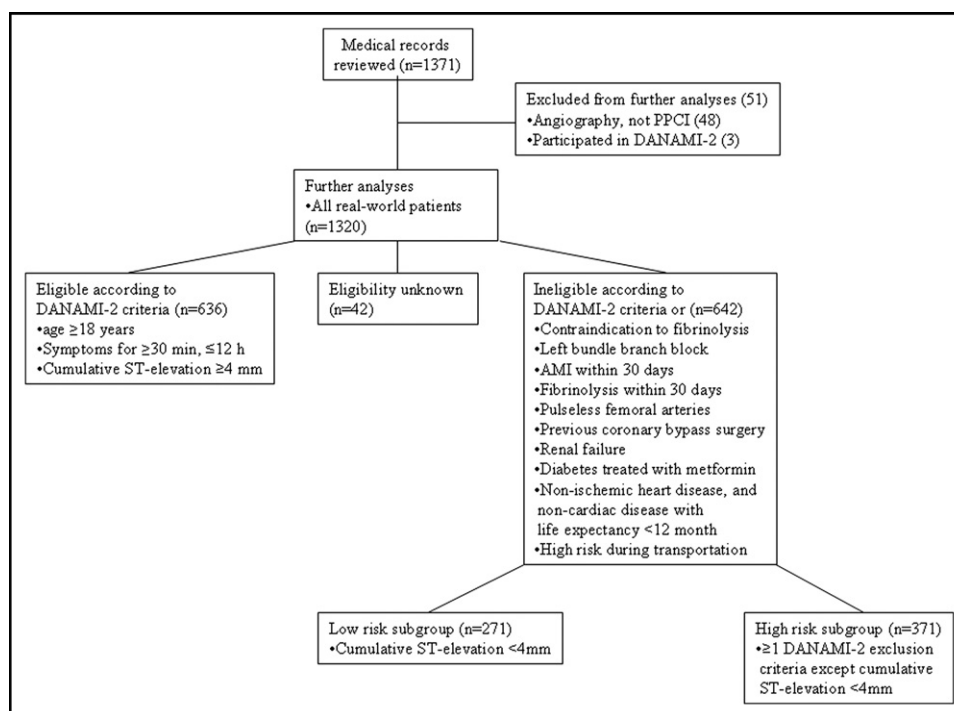 Medical records
reviewed (n=1371)
Excluded from further analyses (51)
•Angiography, not PPCI (48)
•Participated in DANAMI-2 (3)
Further analyses
•All real-world patients
(n=1320)
Eligible according to
DANAMI-2 criteria (n=636)
•age ≥18 years
•Symptoms for ≥30 min, ≤12 h
•Cumulative ST-elevation ≥4 mm
Eligibility unknown
(n=42)
Ineligible according to
DANAMI-2 criteria or (n=642)
•Contraindication to fibrinolysis
•Left bundle branch block
•AMI within 30 days
•Fibrinolysis within 30 days
•Pulseless femoral arteries
•Previous coronary bypass surgery
•Renal failure
•Diabetes treated with metformin
•Non-ischemic heart disease, and
non-cardiac disease with
life expectancy <12 month
•High risk during transportation
Low risk subgroup (n=271)
•Cumulative ST-elevation <4mm
High risk subgroup (n=371)
•≥1 DANAMI-2 exclusion
criteria except cumulative
ST-elevation <4mm